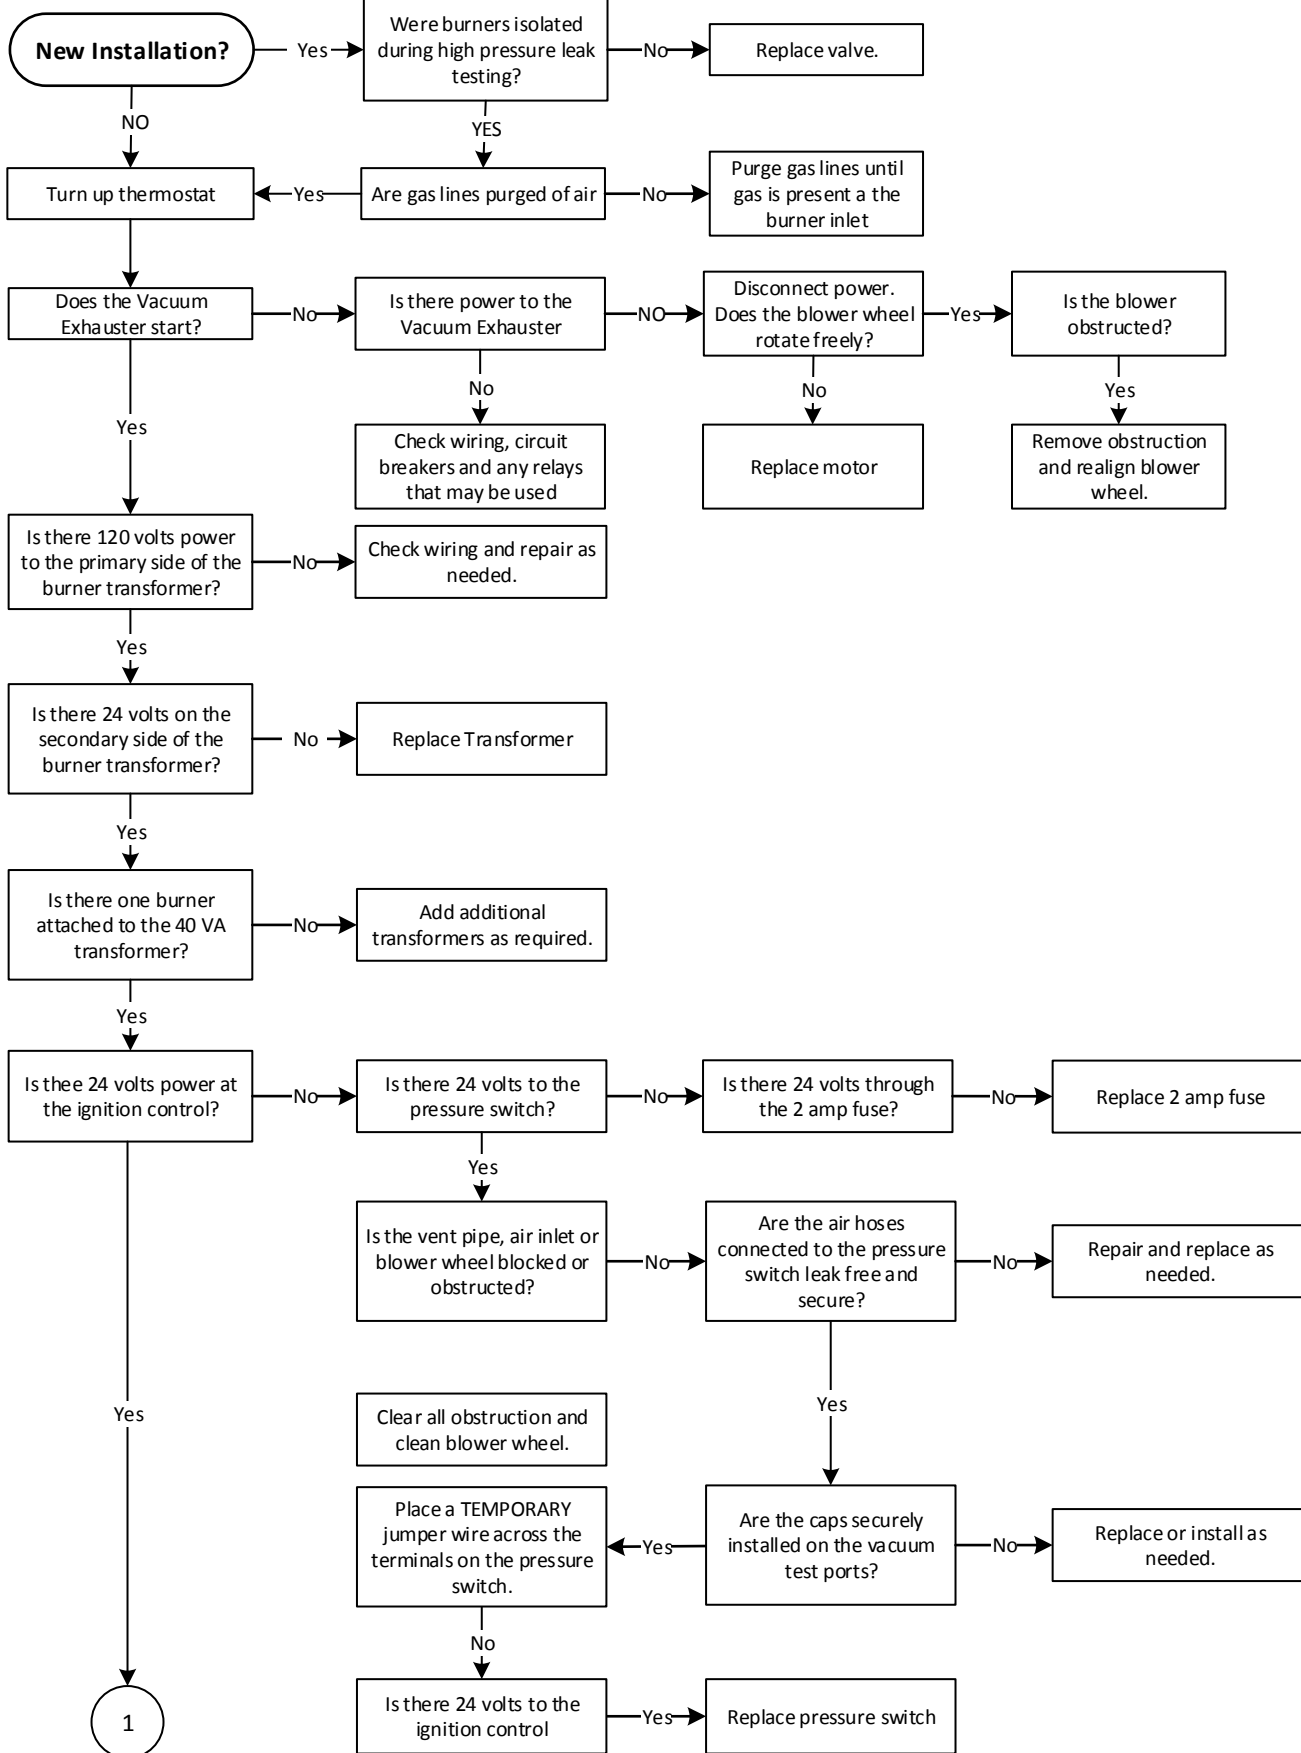 New Installation?
Yes
Were burners isolated
during high pressure leak
testing?
No
Replace valve.
NO
YES
Turn up thermostat
Yes
Are gas lines purged of air
No
Purge gas lines until
gas is present a the
burner inlet
Does the Vacuum
Exhauster start?
No
Is there power to the
Vacuum Exhauster
NO
Disconnect power.
Does the blower wheel
rotate freely?
Yes
Is the blower
obstructed?
Yes
No
No
Yes
Check wiring, circuit
breakers and any relays
that may be used
Replace motor
Remove obstruction
and realign blower
wheel.
Is there 120 volts power
to the primary side of the
burner transformer?
No
Check wiring and repair as
needed.
Yes
Is there 24 volts on the
secondary side of the
burner transformer?
No
Replace Transformer
Yes
Is there one burner
attached to the 40 VA
transformer?
No
Add additional
transformers as required.
Yes
Is thee 24 volts power at
the ignition control?
No
Is there 24 volts to the
pressure switch?
No
Is there 24 volts through
the 2 amp fuse?
No
Replace 2 amp fuse
Yes
Is the vent pipe, air inlet or
blower wheel blocked or
obstructed?
No
Are the air hoses
connected to the pressure
switch leak free and
secure?
No
Repair and replace as
needed.
Yes
Yes
Clear all obstruction and
clean blower wheel.
Place a TEMPORARY
jumper wire across the
terminals on the pressure
switch.
Yes
Are the caps securely
installed on the vacuum
test ports?
No
Replace or install as
needed.
No
1
Is there 24 volts to the
ignition control
Yes
Replace pressure switch